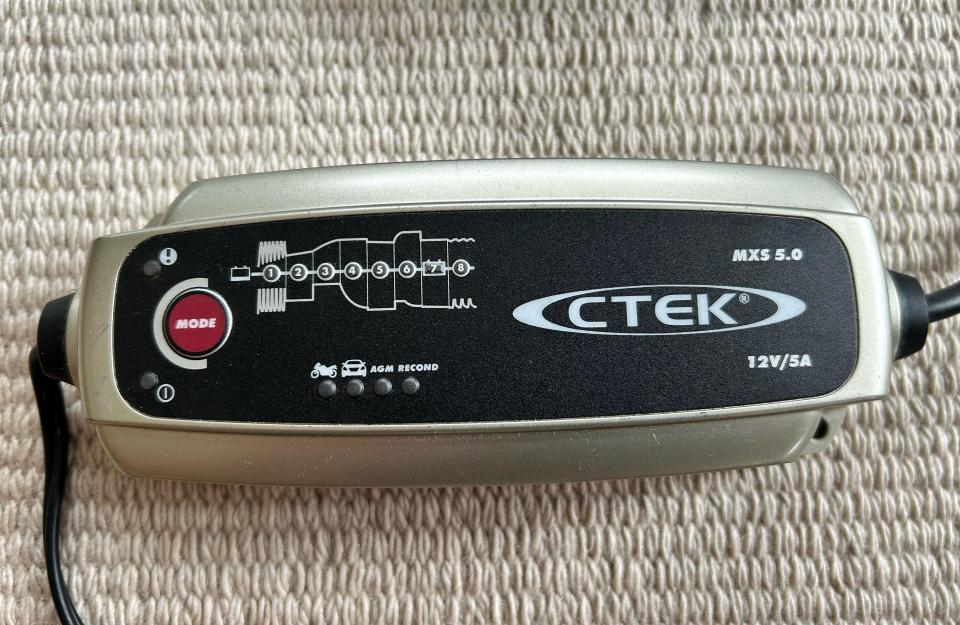 MXS 5.0
1 2 3 4 5 6 7 8
MODE
CTEK®
12V/5A
AGM RECOND